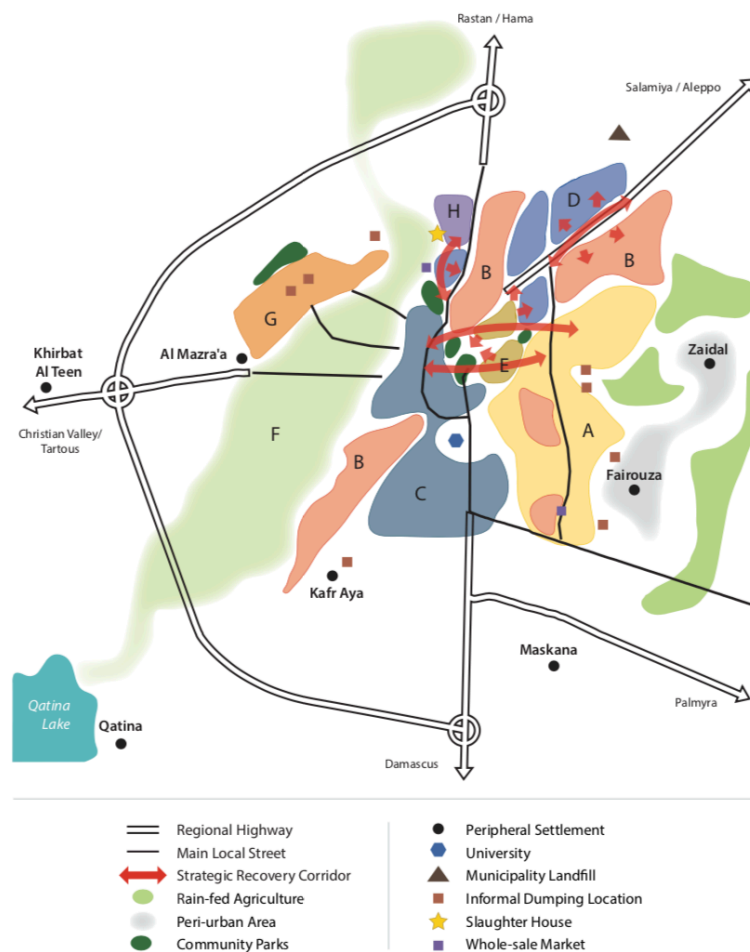 Rastan / Hama
Salamiya / Aleppo
H
D
B
B
G
Khirbat
Al Teen
Al Mazra'a
Zaidal
E
Christian Valley/
Tartous
F
B
A
Fairouza
C
Kafr Aya
Maskana
Qatina
Lake
Qatina
Palmyra
Damascus
Regional Highway
Main Local Street
Strategic Recovery Corridor
Rain-fed Agriculture
Peri-urban Area
Community Parks
Peripheral Settlement
University
Municipality Landfill
Informal Dumping Location
Slaughter House
Whole-sale Market